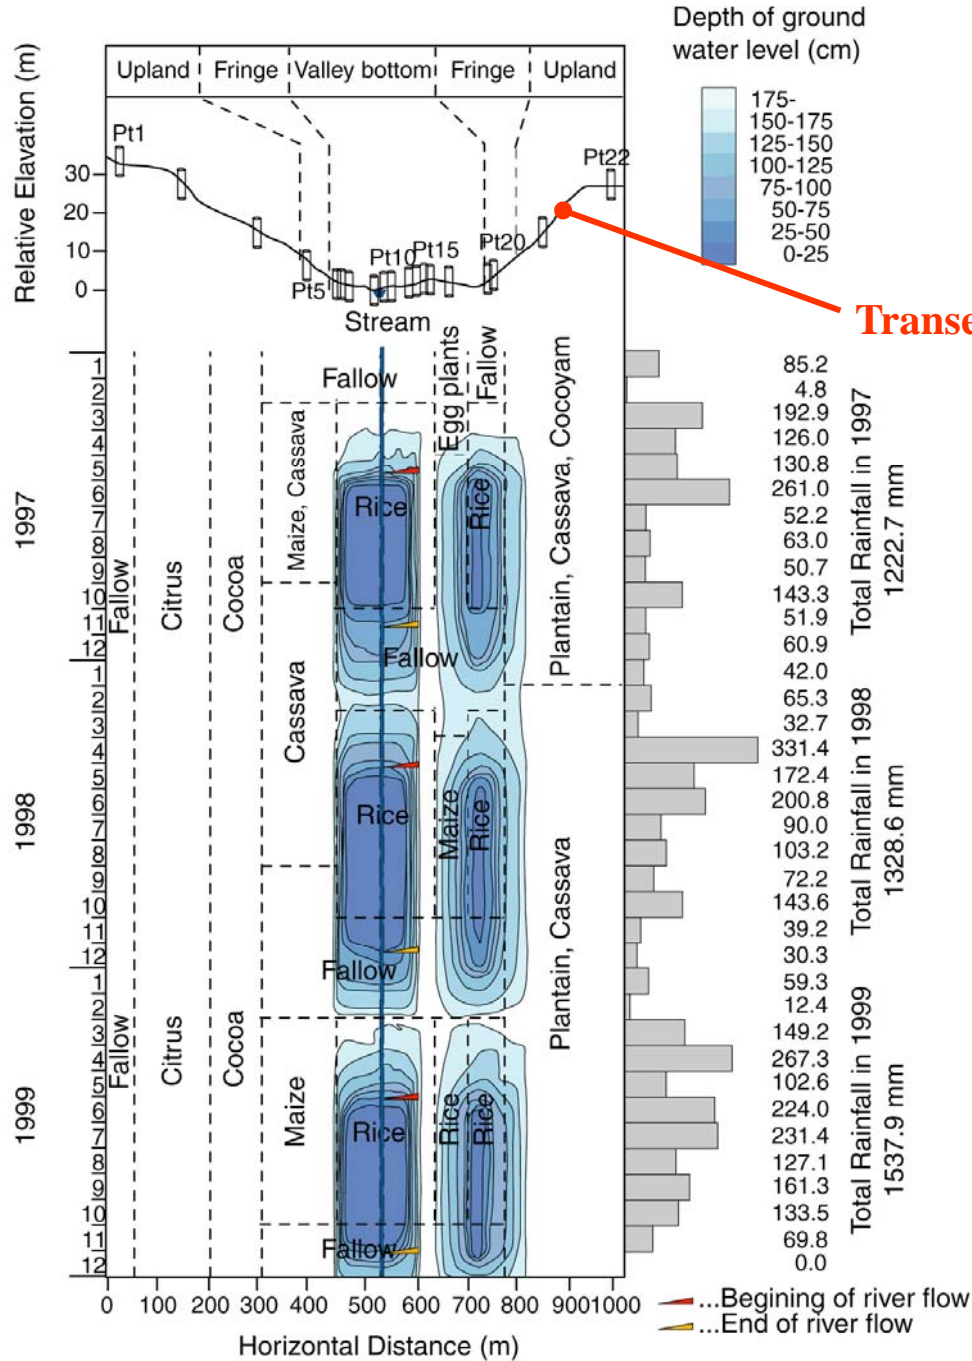 Depth of ground
water level (cm)
175-
150-175
125-150
100-125
75-100
50-75
25-50
0-25
Relative Elavation (m)
30
20
10
0
Upland
Fringe
Valley bottom
Fringe
Upland
Pt1
Pt5
Pt10
Pt15
Pt20
Pt22
Stream
Transe
1997
1
2
3
4
5
6
7
8
9
10
11
12
1998
1
2
3
4
5
6
7
8
9
10
11
12
1999
1
2
3
4
5
6
7
8
9
10
11
12
Fallow
Citrus
Cocoa
Maize, Cassava
Fallow
Rice
Fallow
Egg plants
Fallow
Rice
Plantain, Cassava, Cocoyam
Cassava
Rice
Fallow
Maize
Rice
Plantain, Cassava
Fallow
Citrus
Cocoa
Maize
Rice
Fallow
Rice
Rice
85.2
4.8
192.9
126.0
130.8
261.0
52.2
63.0
50.7
143.3
51.9
60.9
42.0
65.3
32.7
331.4
172.4
200.8
90.0
103.2
72.2
143.6
39.2
30.3
59.3
12.4
149.2
267.3
102.6
224.0
231.4
127.1
161.3
133.5
69.8
0.0
Total Rainfall in 1997
1222.7 mm
Total Rainfall in 1998
1328.6 mm
Total Rainfall in 1999
1537.9 mm
0 100 200 300 400 500 600 700 800 900 1000
Horizontal Distance (m)
...Begining of river flow
...End of river flow